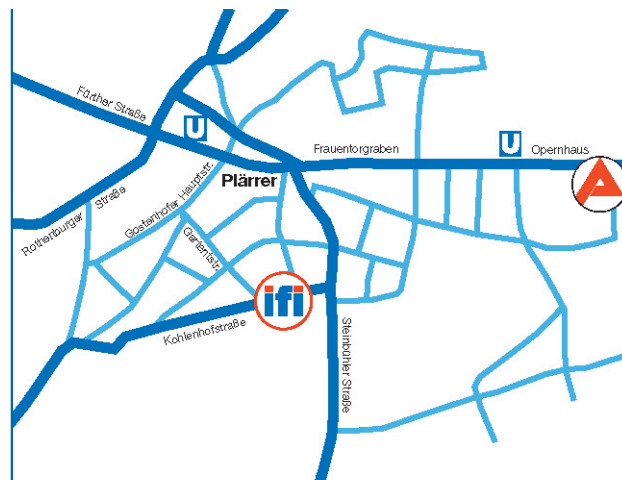 Fürther Straße
U
Frauentorgraben
U
Opernhaus
Plärrer
Rothenburger
Straße
Gostenhofer Hauptstr.
Gartenstr.
ifi
Kohlenhofstraße
Steinbühler Straße